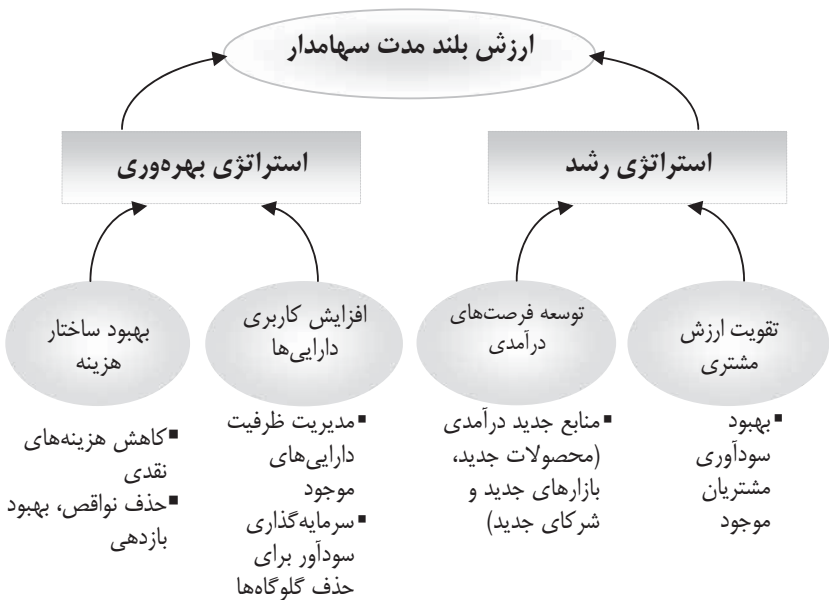 ارزش بلند مدت سهامدار
استراتژی رشد
استراتژی بهره‌وری
تقویت ارزش
مشتری
توسعه فرصت‌های
درآمدی
افزایش کاربری
دارایی‌ها
بهبود ساختار
هزینه
▪بهبود
سودآوری
مشتریان
موجود
▪منابع جدید درآمدی
(محصولات جدید،
بازارهای جدید و
شرکای جدید)
▪مدیریت ظرفیت
دارایی‌های
موجود
▪سرمایه‌گذاری
سودآور برای
حذف گلوگاه‌ها
▪کاهش هزینه‌های
نقدی
▪حذف نواقص، بهبود
بازدهی